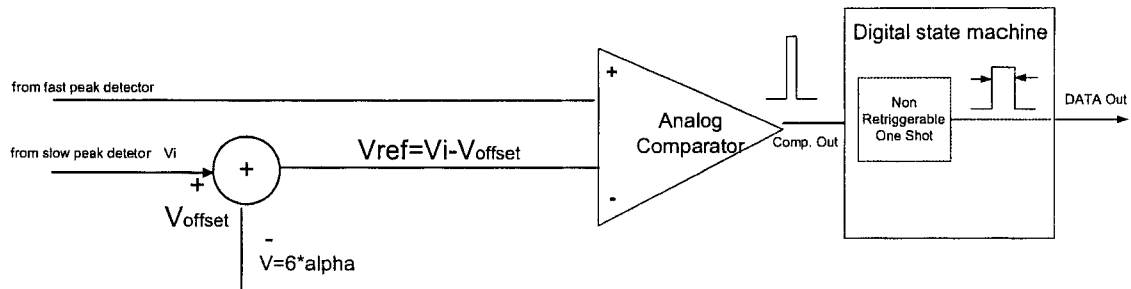 Digital state machine
from fast peak detector
+
Analog
Comparator
Non
Retriggerable
One Shot
DATA Out
Comp. Out
from slow peak detetor Vi
+
+
Vref=Vi-Voffset
-
Voffset
-
V=6*alpha